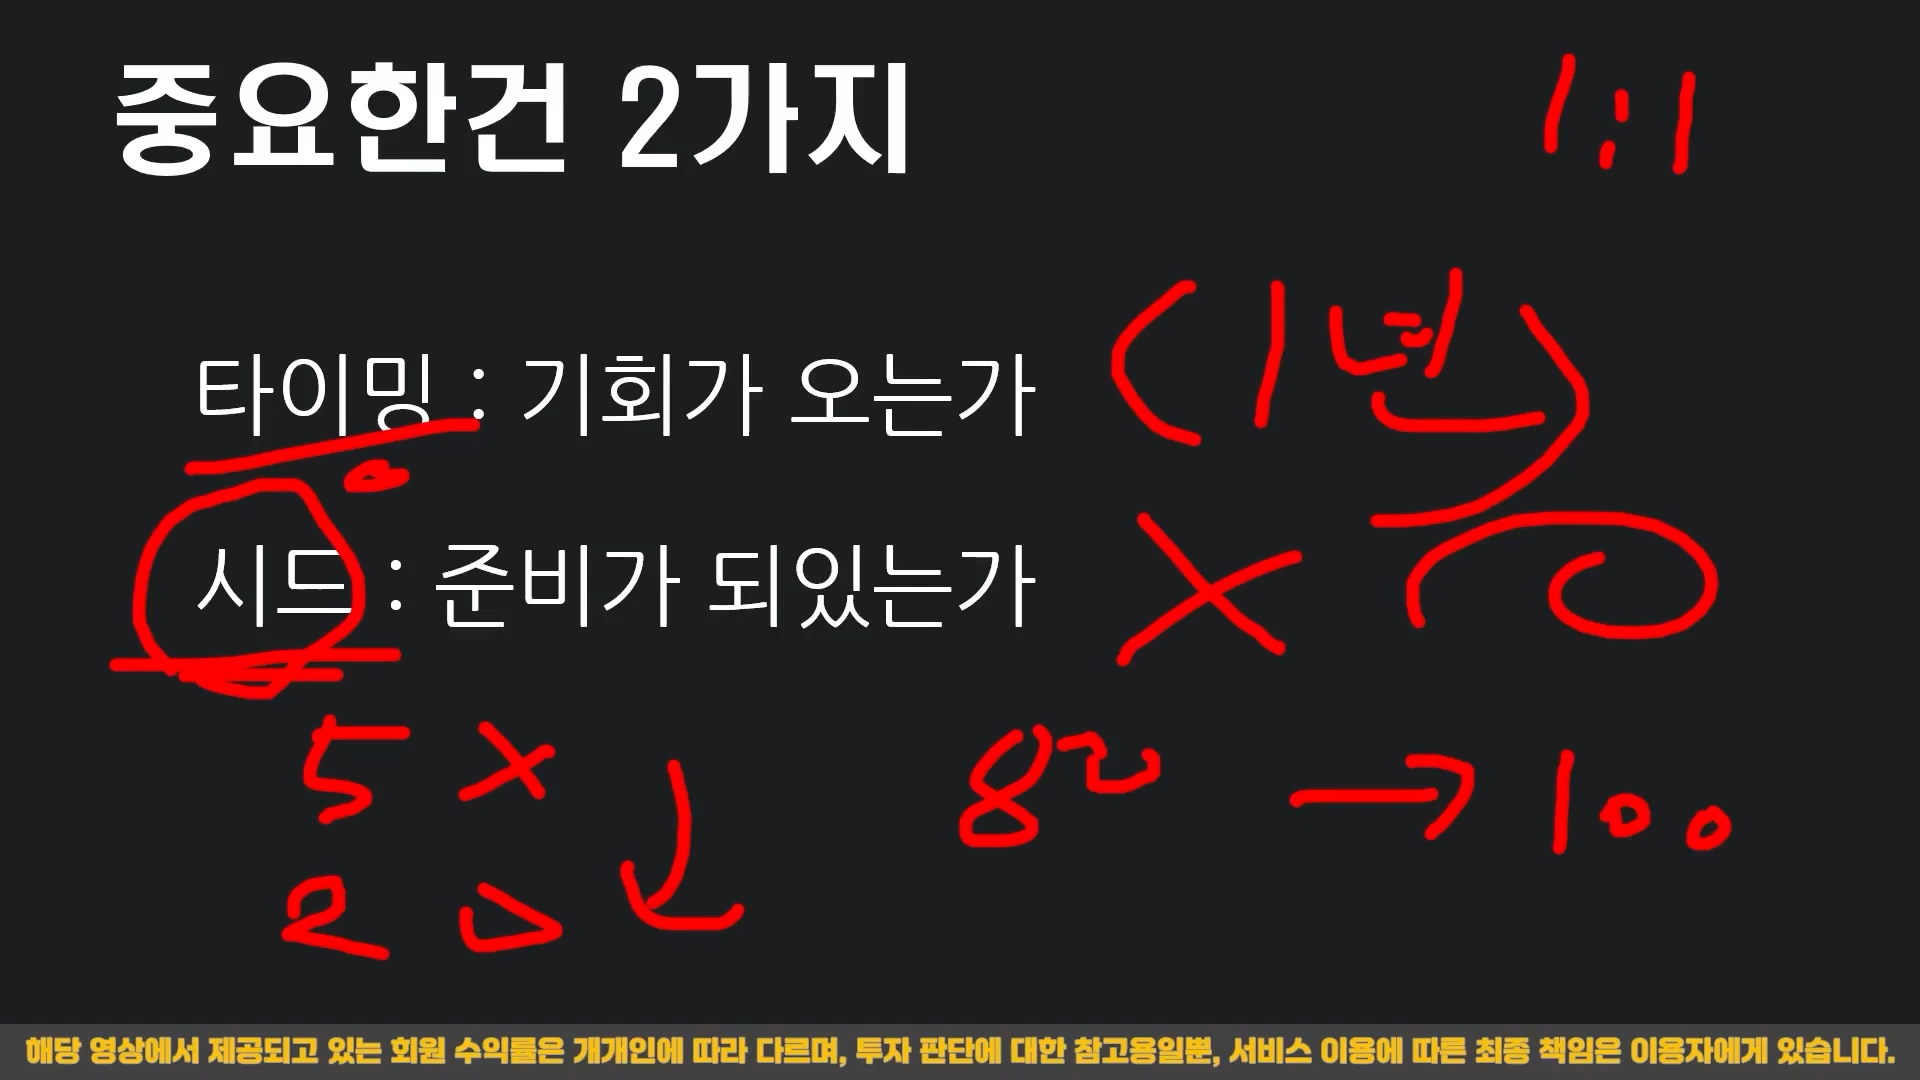 중요한건 2가지
1:1
타이밍 : 기회가 오는가
(1년)
시드 : 준비가 되있는가
5
80 → 100
2
해당 영상에서 제공되고 있는 회원 수익률은 개개인에 따라 다르며, 투자 판단에 대한 참고용일뿐, 서비스 이용에 따른 최종 책임은 이용자에게 있습니다.